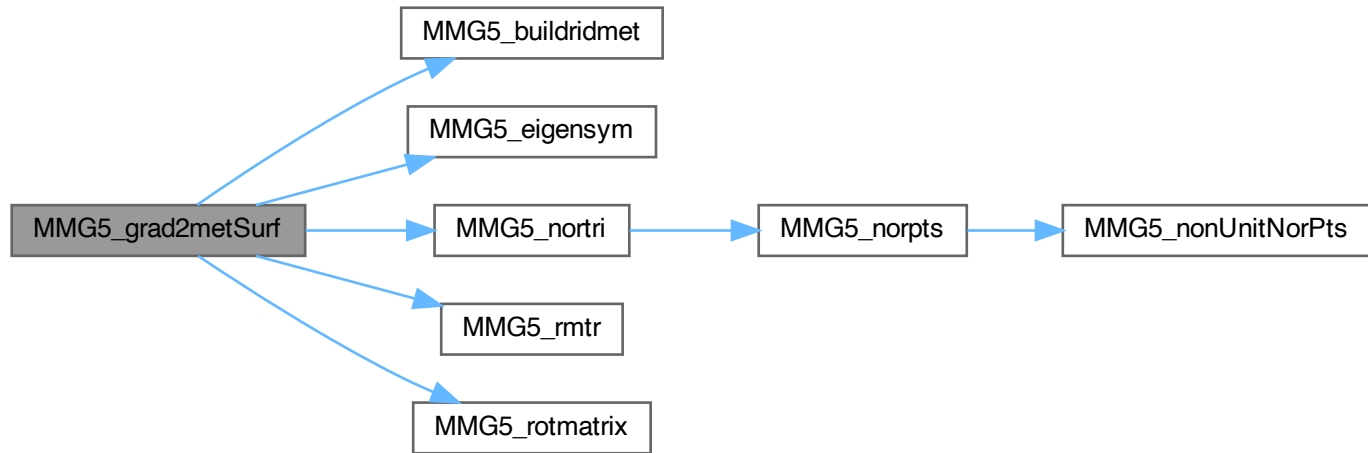 MMG5_buildridmet
MMG5_eigensym
MMG5_grad2metSurf
MMG5_nortri
MMG5_norpts
MMG5_nonUnitNorPts
MMG5_rmtr
MMG5_rotmatrix